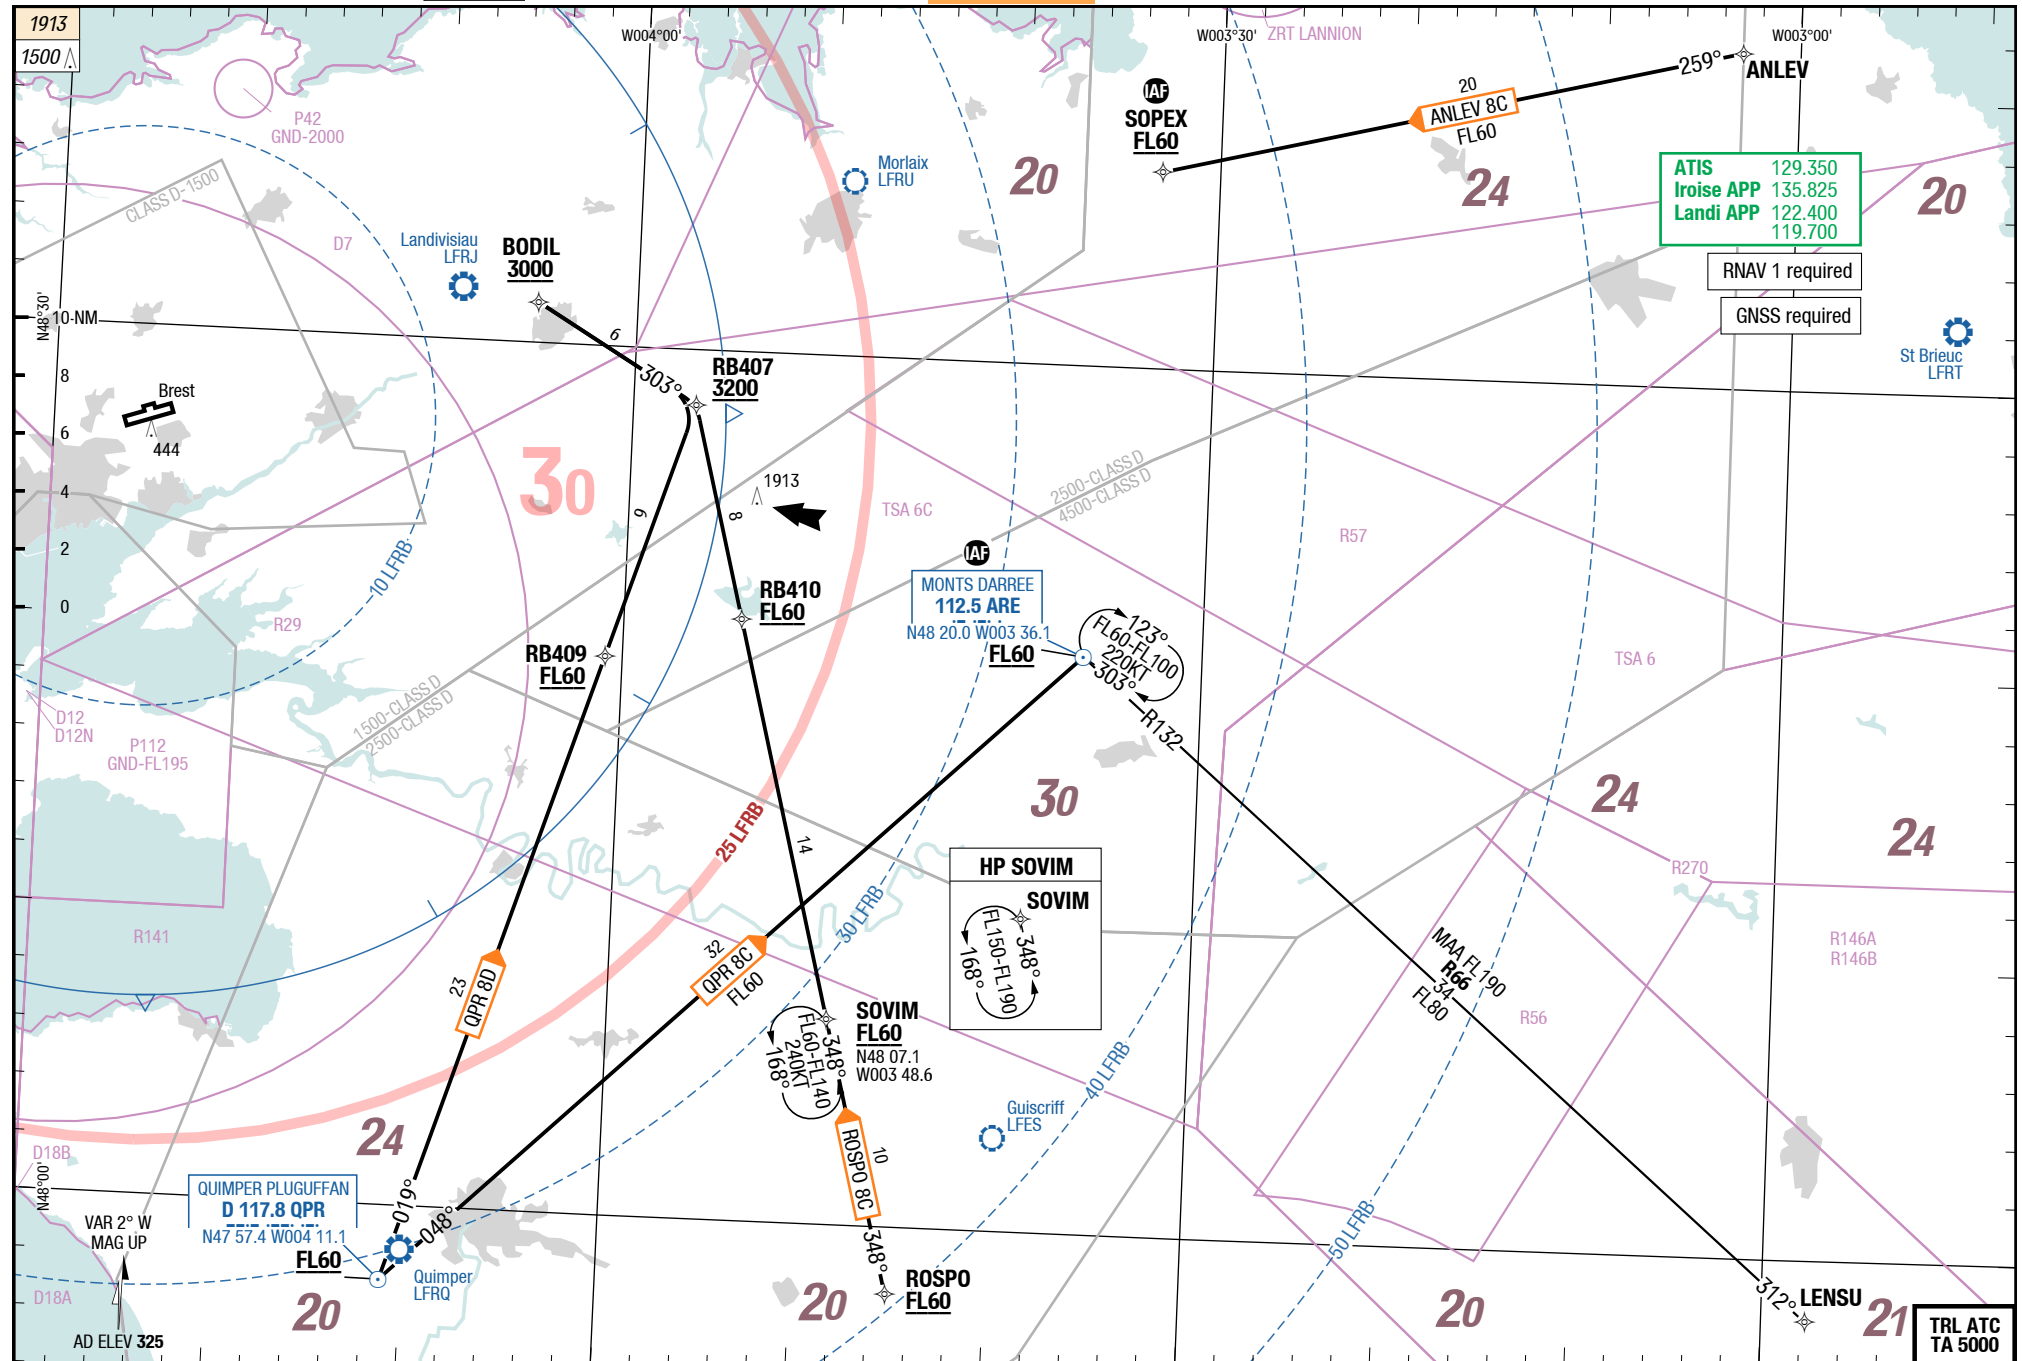 1913
1500
W004°00'
W003°30'
ZRT LANNION
W003°00'
259°
ANLEV
20
ANLEV 8C
FL60
IAF
SOPEX
FL60
P42
GND-2000
CLASS D-1500
D7
Morlaix
LFRU
20
24
20
ATIS 129.350
Iroise APP 135.825
Landi APP 122.400
119.700
RNAV 1 required
GNSS required
St Brieuc
LFRT
Landivisiau
LFRJ
BODIL
3000
6
303°
RB407
3200
N48°30'
10-NM
8
6
4
2
0
Brest
444
30
9
8
1913
TSA 6C
2500-CLASS D
4500-CLASS D
R57
10 LFRB
R29
IAF
MONTS DARREE
112.5 ARE
N48 20.0 W003 36.1
FL60
RB410
FL60
RB409
FL60
123°
FL60-FL100
220KT
303°
R132
TSA 6
D12
D12N
P112
GND-FL195
1500-CLASS D
2500-CLASS D
30
24
24
25 LFRB
14
R270
HP SOVIM
SOVIM
348°
FL150-FL190
168°
30 LFRB
R141
23
QPR 8D
32
QPR 8C
FL60
MAA FL190
R66
34
FL80
R146A
R146B
R56
SOVIM
FL60
N48 07.1
W003 48.6
348°
FL60-FL140
240KT
168°
40 LFRB
Guiscriff
LFES
10
ROSPO 8C
348°
ROSPO
FL60
24
D18B
N48°00'
QUIMPER PLUGUFFAN
D 117.8 QPR
N47 57.4 W004 11.1
FL60
019°
048°
Quimper
LFRQ
VAR 2° W
MAG UP
D18A
AD ELEV 325
20
20
50 LFRB
20
312°
LENSU
21
TRL ATC
TA 5000